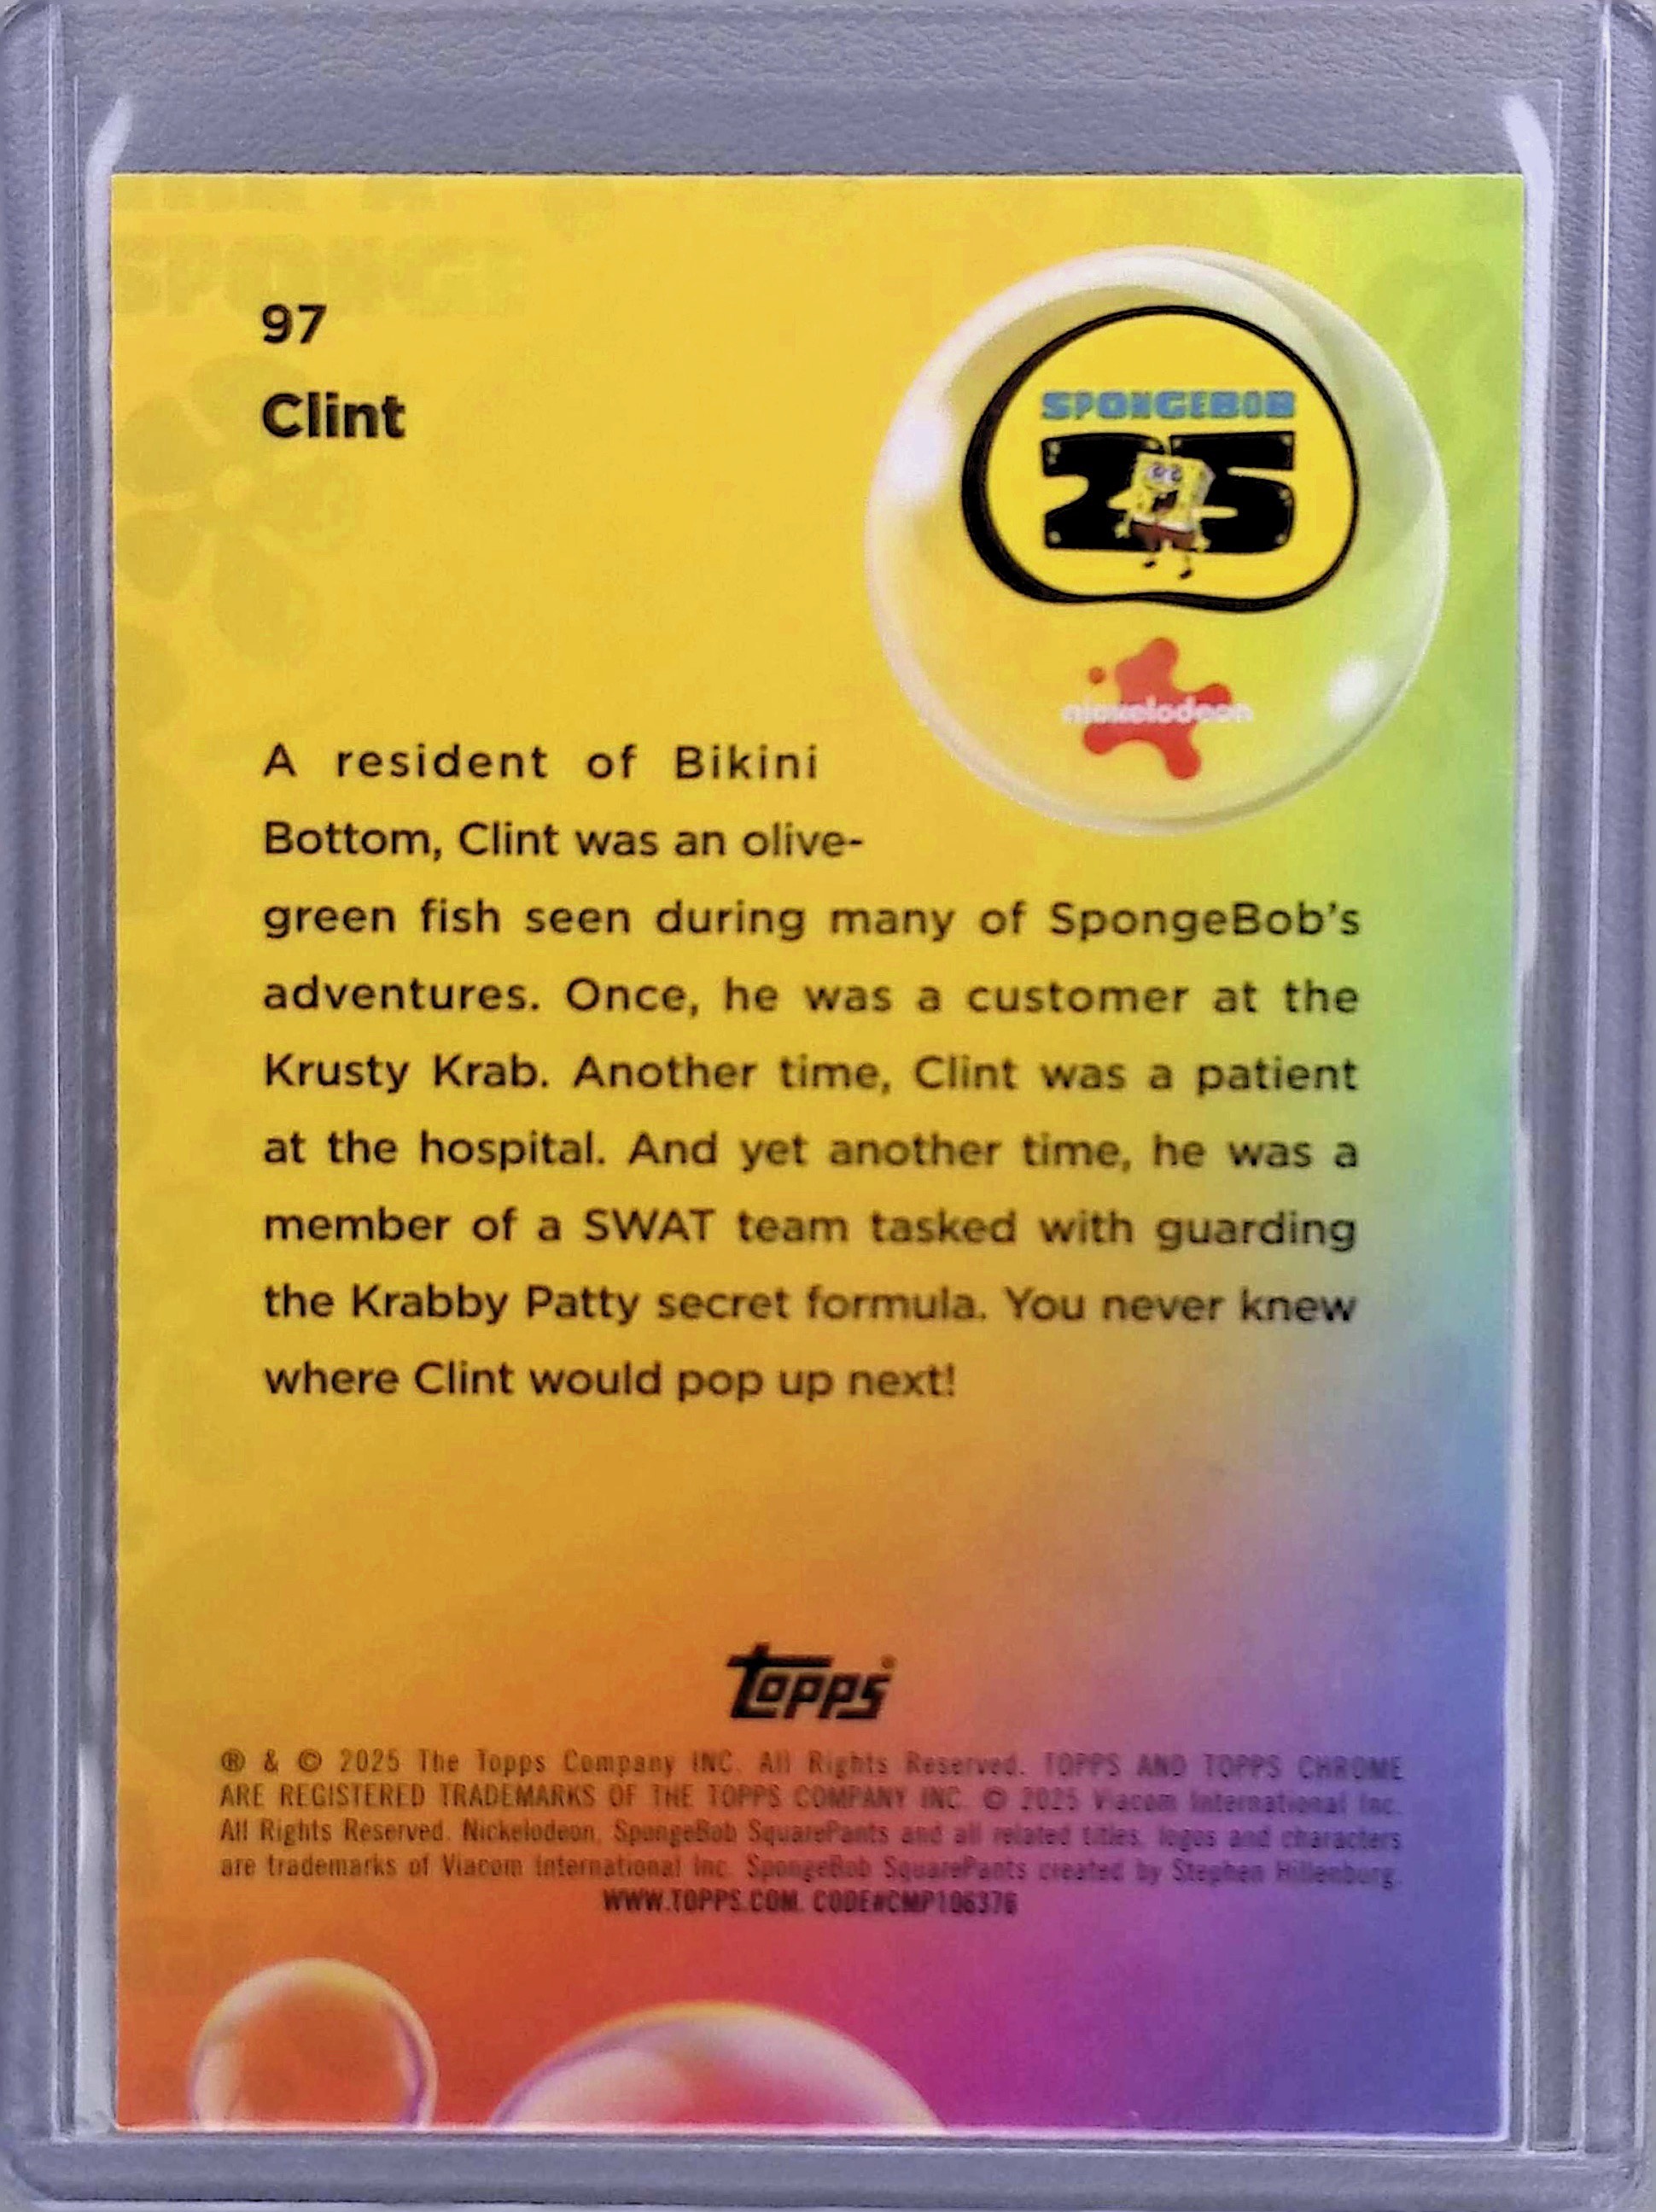 97
Clint
SPONGEBOB
25
nickelodeon
A resident of Bikini
Bottom, Clint was an olive-
green fish seen during many of SpongeBob's
adventures. Once, he was a customer at the
Krusty Krab. Another time, Clint was a patient
at the hospital. And yet another time, he was a
member of a SWAT team tasked with guarding
the Krabby Patty secret formula. You never knew
where Clint would pop up next!
Topps®
® & © 2025 The Topps Company INC. All Rights Reserved. TOPPS AND TOPPS CHROME
ARE REGISTERED TRADEMARKS OF THE TOPPS COMPANY INC. © 2025 Viacom International Inc.
All Rights Reserved. Nickelodeon, SpongeBob SquarePants and all related titles, logos and characters
are trademarks of Viacom International Inc. SpongeBob SquarePants created by Stephen Hillenburg.
WWW.TOPPS.COM. CODE#CMP106376